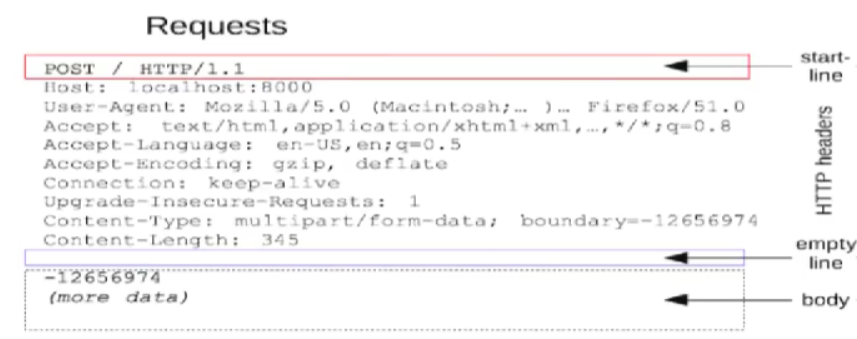 Requests
POST / HTTP/1.1
start-
line
Host: localhost:8000
User-Agent: Mozilla/5.0 (Macintosh;… )… Firefox/51.0
Accept: text/html,application/xhtml+xml,…,*/*;q=0.8
Accept-Language: en-US,en;q=0.5
Accept-Encoding: gzip, deflate
Connection: keep-alive
Upgrade-Insecure-Requests: 1
Content-Type: multipart/form-data; boundary=-12656974
Content-Length: 345
HTTP headers
empty
line
-12656974
(more data)
body